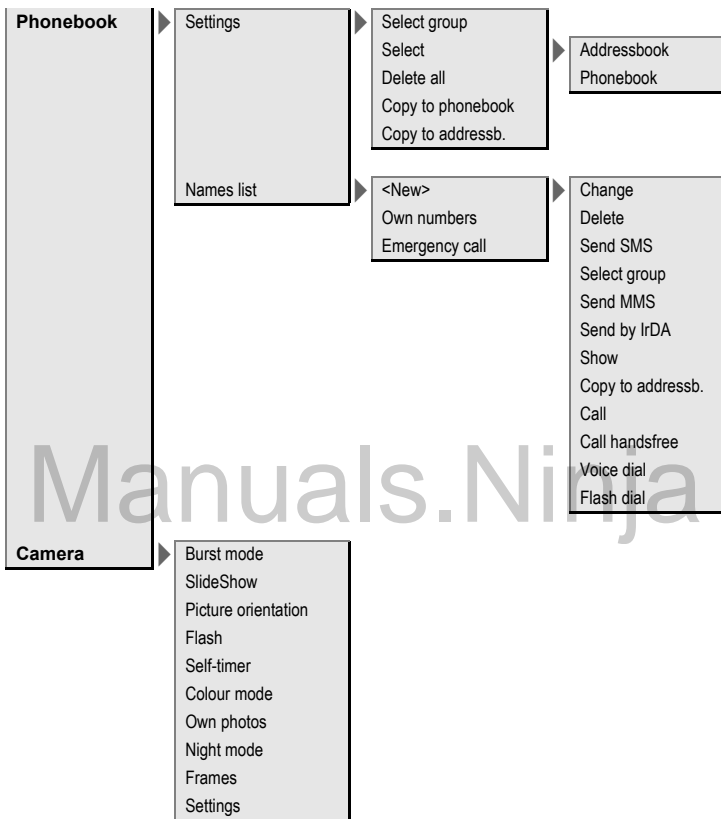 Phonebook
Settings
Select group
Select
Delete all
Copy to phonebook
Copy to addressb.
Addressbook
Phonebook
Names list
<New>
Own numbers
Emergency call
Change
Delete
Send SMS
Select group
Send MMS
Send by IrDA
Show
Copy to addressb.
Call
Call handsfree
Voice dial
Flash dial
Manuals.Ninja
Camera
Burst mode
SlideShow
Picture orientation
Flash
Self-timer
Colour mode
Own photos
Night mode
Frames
Settings